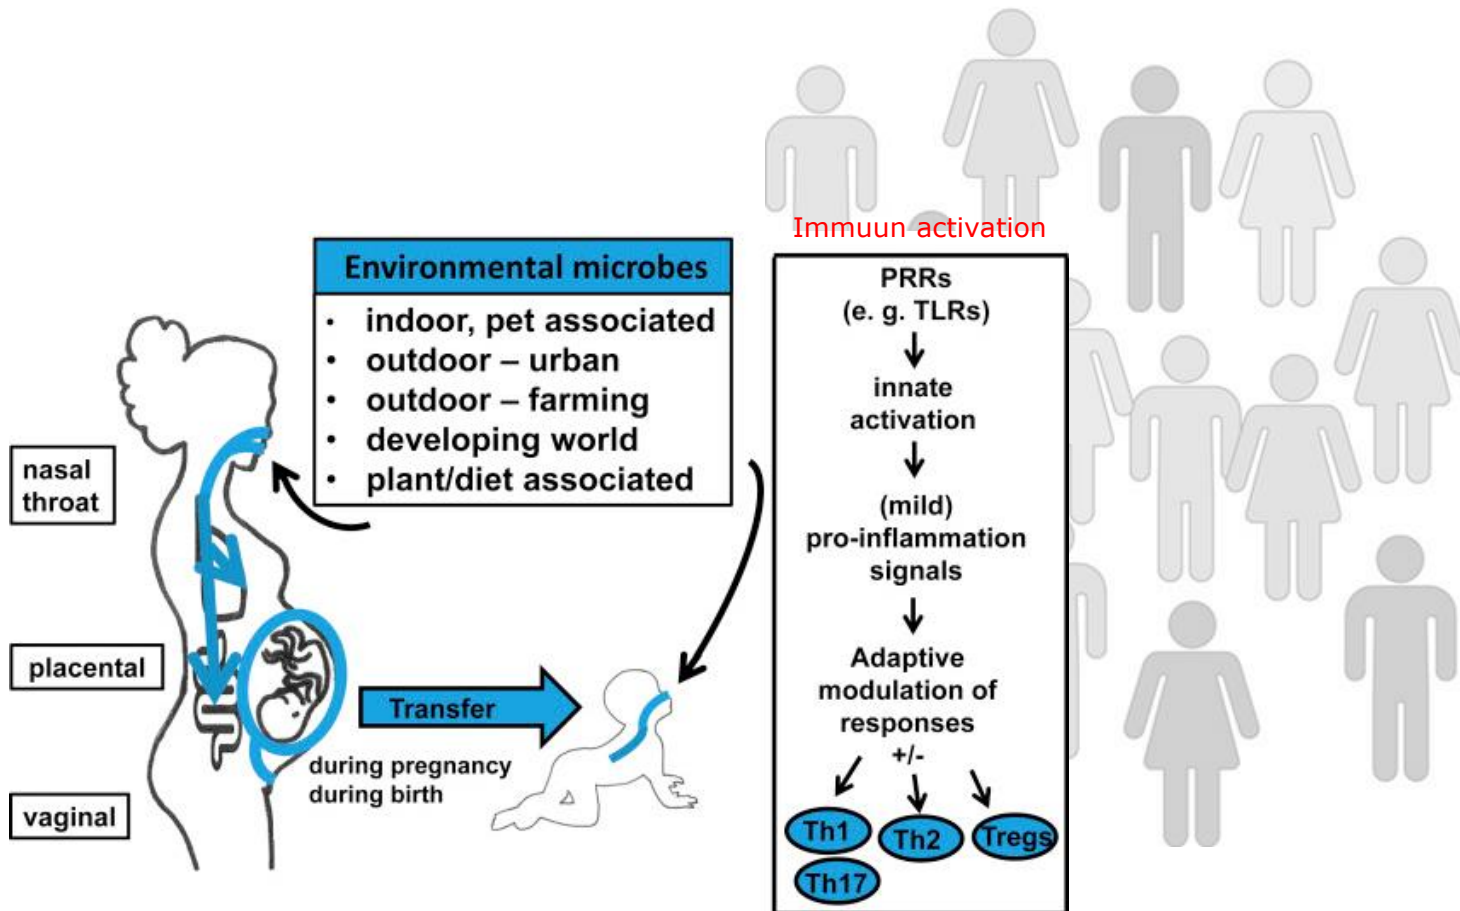 nasal
throat
placental
vaginal
Environmental microbes
• indoor, pet associated
• outdoor – urban
• outdoor – farming
• developing world
• plant/diet associated
Transfer
during pregnancy
during birth
Immuun activation
PRRs
(e. g. TLRs)
innate
activation
(mild)
pro-inflammation
signals
Adaptive
modulation of
responses
+/-
Th1
Th2
Tregs
Th17